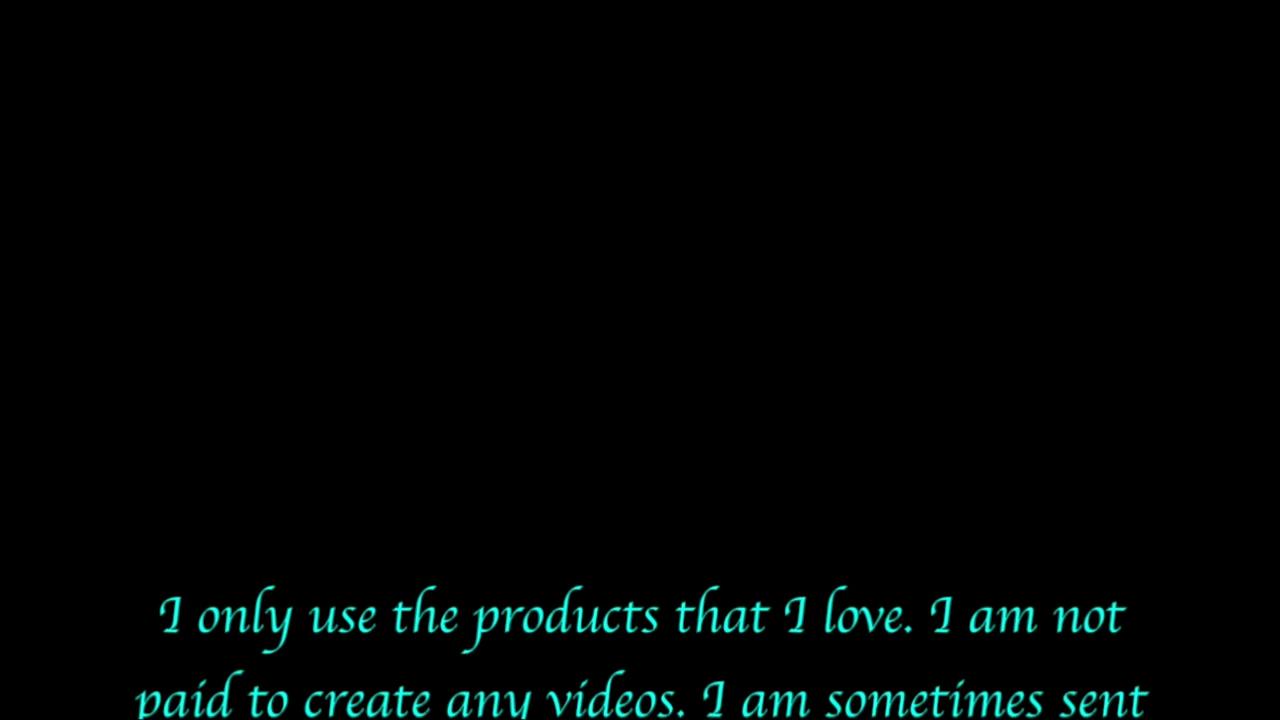 I only use the products that I love. I am not
paid to create any videos. I am sometimes sent